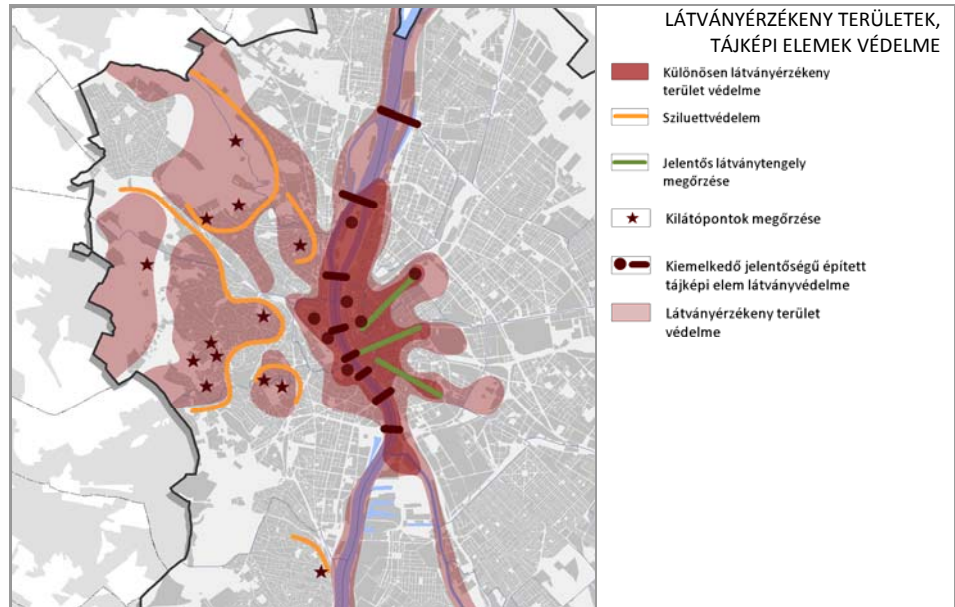 LÁTVÁNYÉRZÉKENY TERÜLETEK,
TÁJKÉPI ELEMEK VÉDELME
Különösen látványérzékeny
terület védelme
Sziluettvédelem
Jelentős látványtengely
megőrzése
Kilátópontok megőrzése
Kiemelkedő jelentőségű épített
tájképi elem látványvédelme
Látványérzékeny terület
védelme